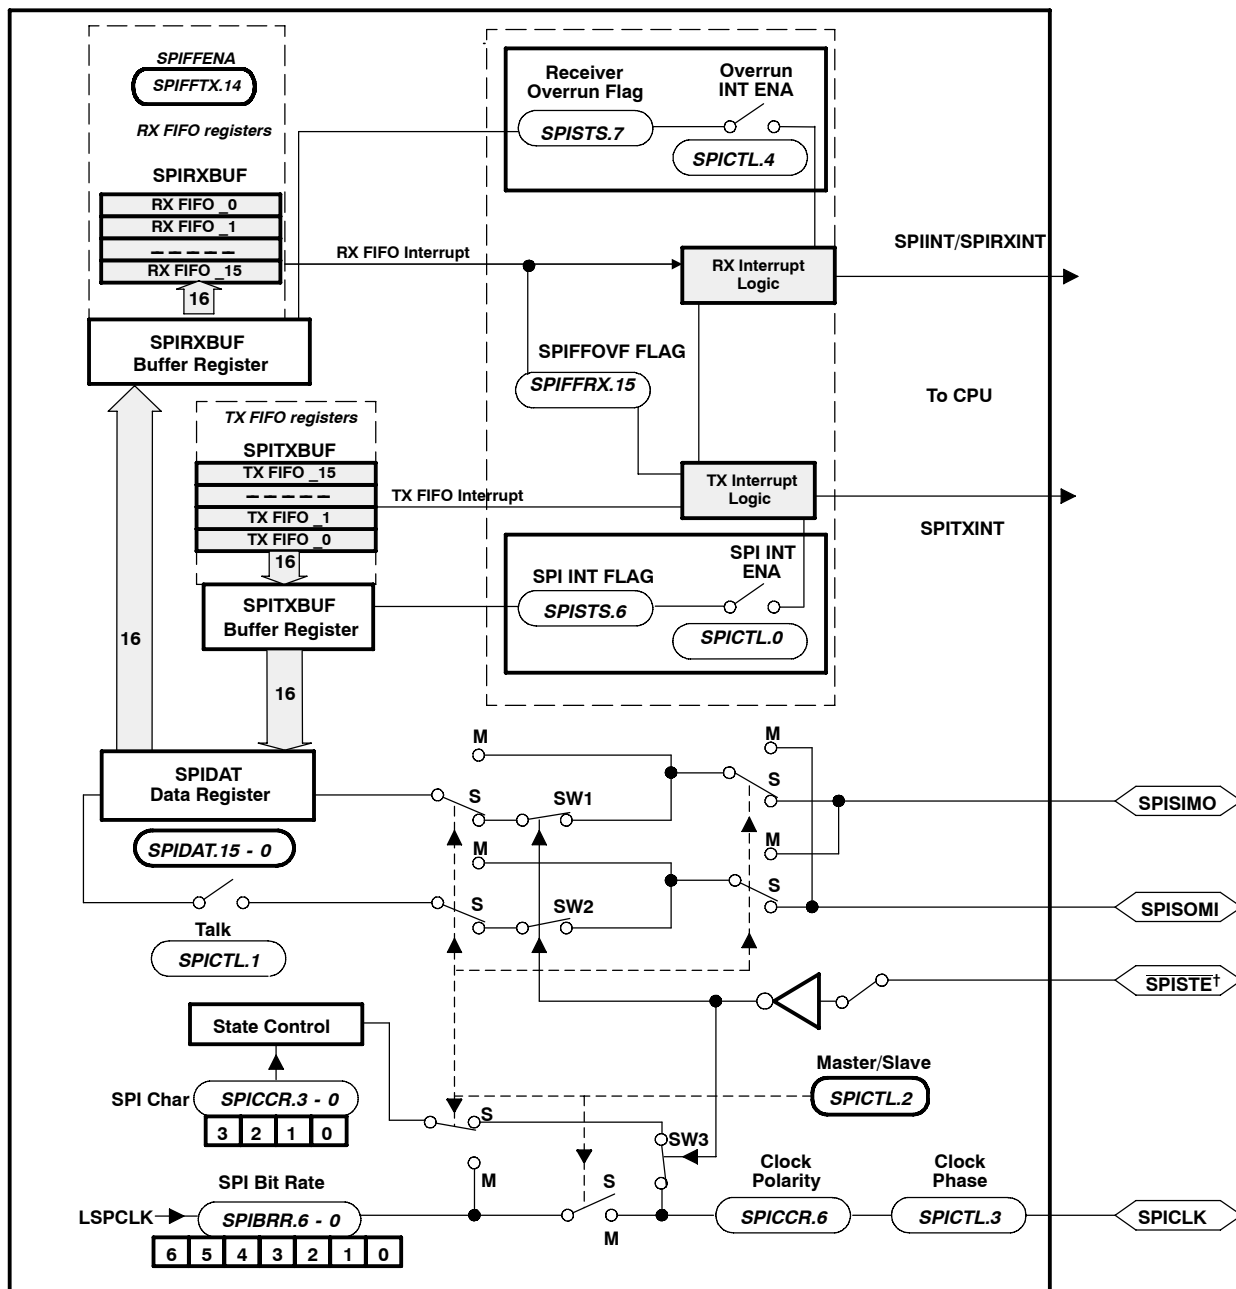 SPIFFENA
SPIFFTX.14
RX FIFO registers
SPIRXBUF
RX FIFO _0
RX FIFO _1
-----
RX FIFO _15
16
SPIRXBUF
Buffer Register
Receiver
Overrun Flag
SPISTS.7
Overrun
INT ENA
SPICTL.4
RX FIFO Interrupt
RX Interrupt
Logic
SPIINT/SPIRXINT
SPIFFOVF FLAG
SPIFFRX.15
To CPU
TX FIFO registers
SPITXBUF
TX FIFO _15
-----
TX FIFO _1
TX FIFO _0
16
TX FIFO Interrupt
TX Interrupt
Logic
SPITXINT
SPITXBUF
Buffer Register
SPI INT FLAG
SPISTS.6
SPI INT
ENA
SPICTL.0
16
16
SPIDAT
Data Register
SPIDAT.15 - 0
M
S
SW1
M
S
SPISIMO
M
S
SW2
M
S
SPISOMI
Talk
SPICTL.1
SPISTE†
State Control
Master/Slave
SPICTL.2
SPI Char
SPICCR.3 - 0
3 2 1 0
S
SW3
M
S
M
SPI Bit Rate
LSPCLK
SPIBRR.6 - 0
6 5 4 3 2 1 0
Clock
Polarity
SPICCR.6
Clock
Phase
SPICTL.3
SPICLK